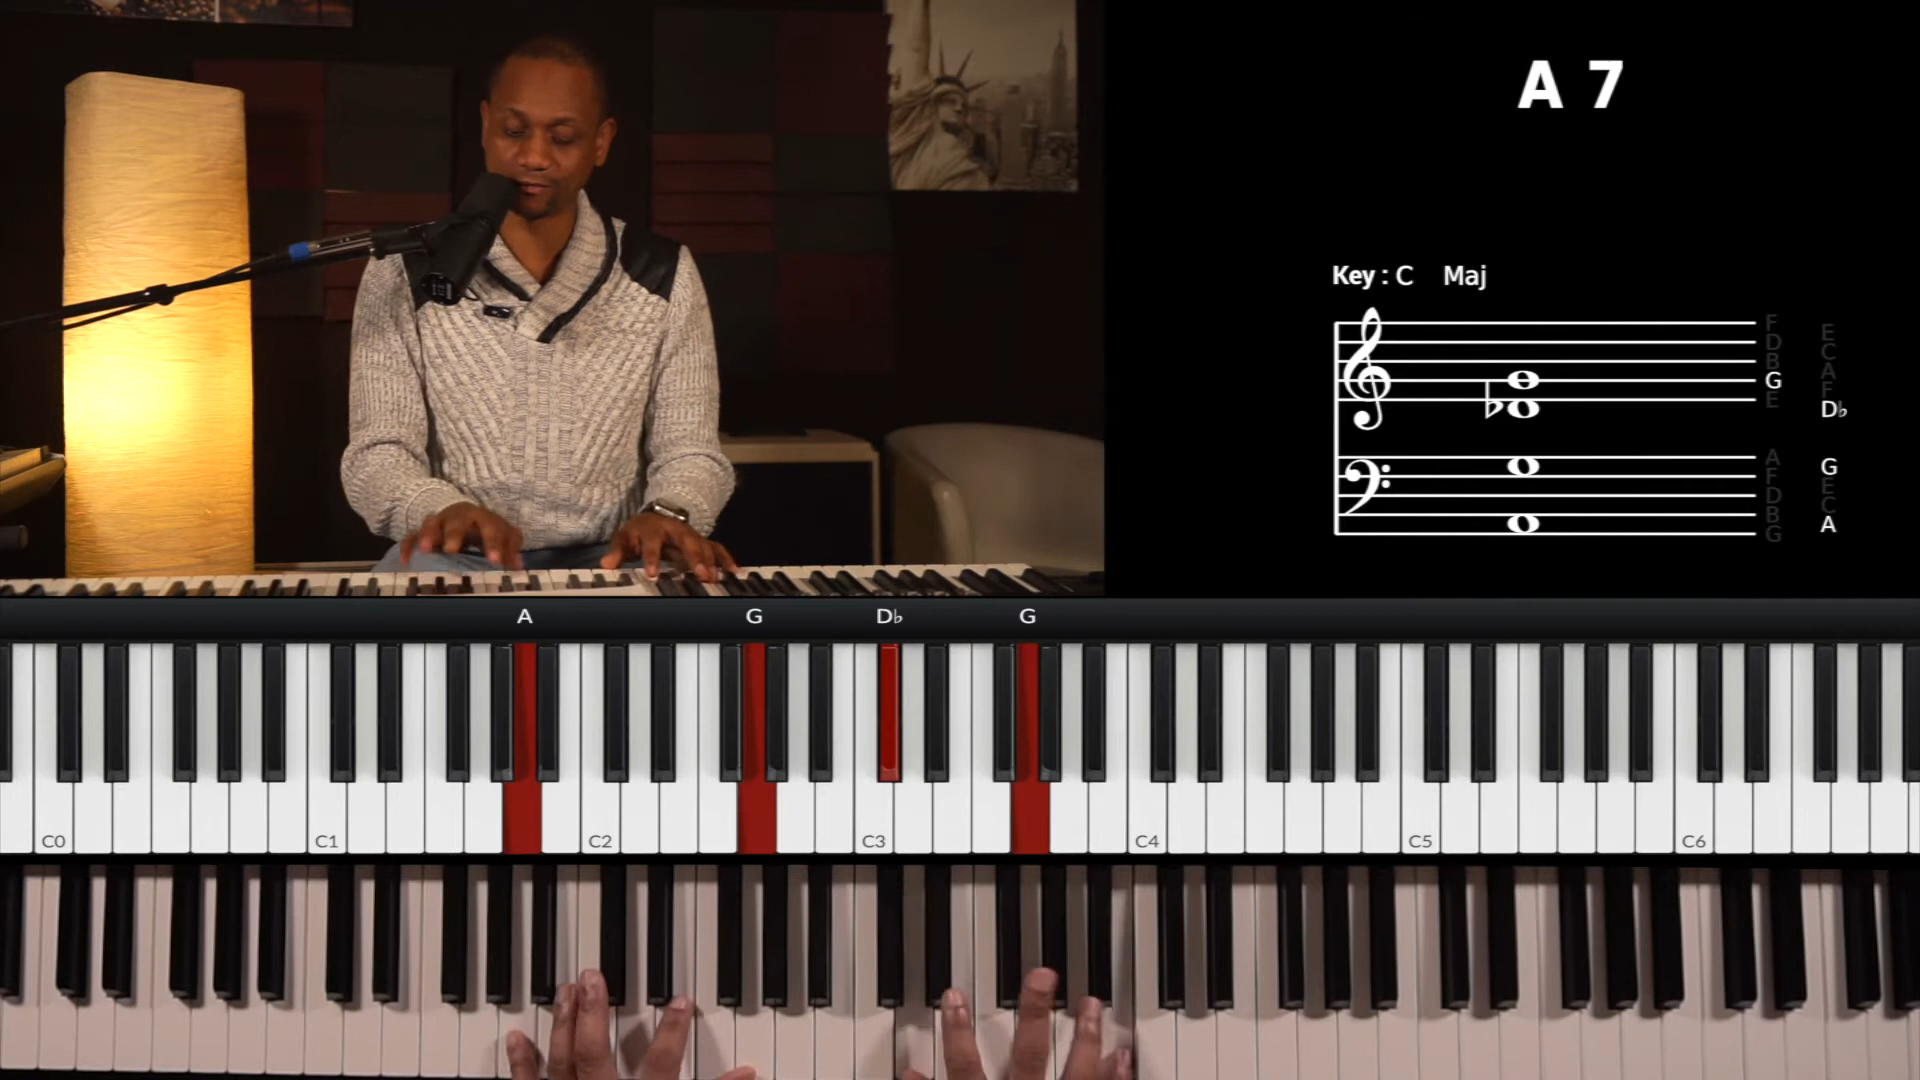 A 7
Key : C Maj
F
E
D
C
B
A
G
F
E
D♭
A
G
F
E
D
C
B
A
G
A G D♭ G
C0 C1 C2 C3 C4 C5 C6